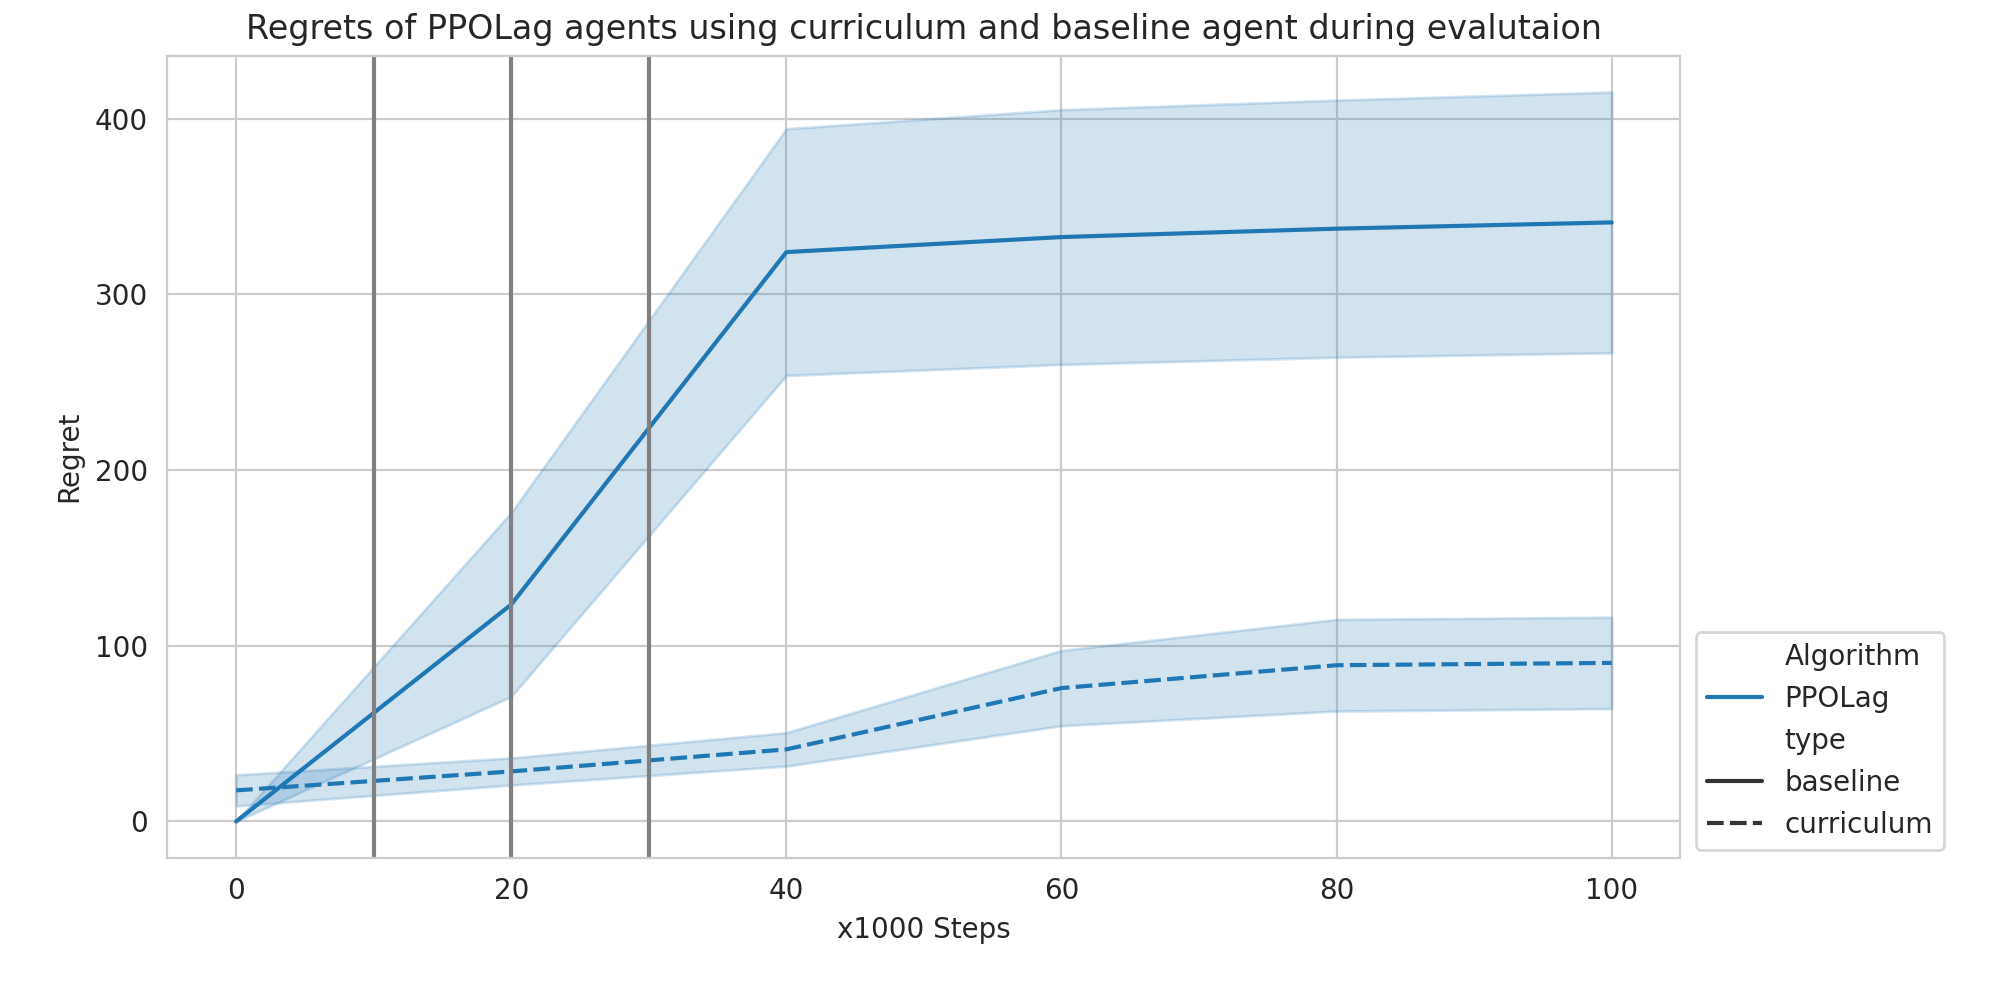 Regrets of PPOLag agents using curriculum and baseline agent during evalutaion
400
300
200
100
0
Regret
0 20 40 60 80 100
x1000 Steps
Algorithm
PPOLag
type
baseline
curriculum